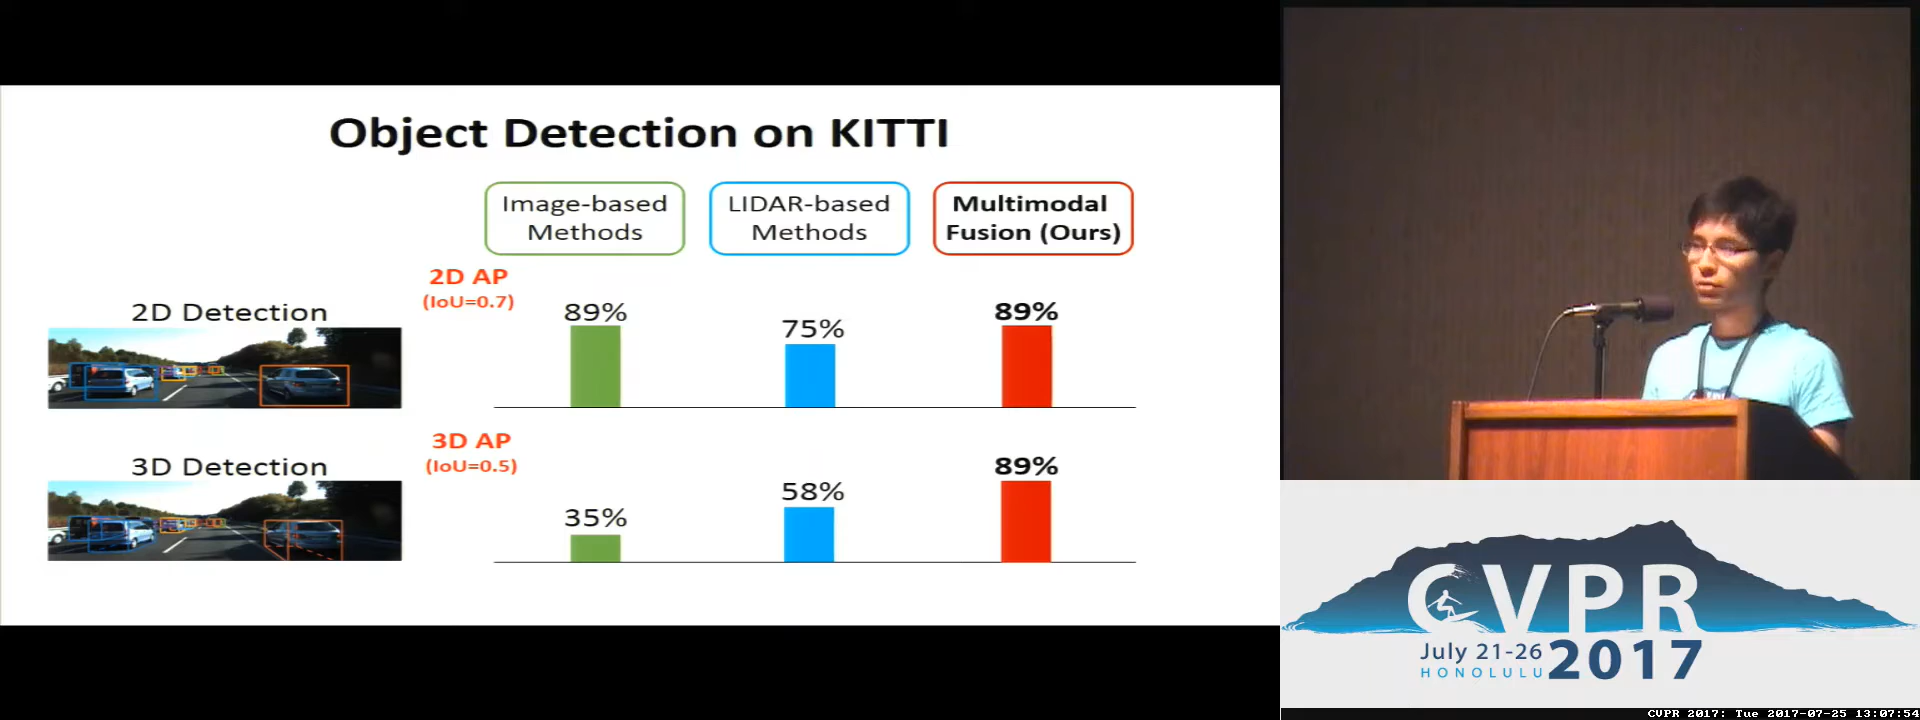 Object Detection on KITTI
Image-based
Methods
LIDAR-based
Methods
Multimodal
Fusion (Ours)
2D AP
(IoU=0.7)
2D Detection
89%
75%
89%
3D AP
(IoU=0.5)
3D Detection
35%
58%
89%
CVPR
July 21-26
HONOLULU
2017
CVPR 2017: Tue 2017-07-25 13:07:54